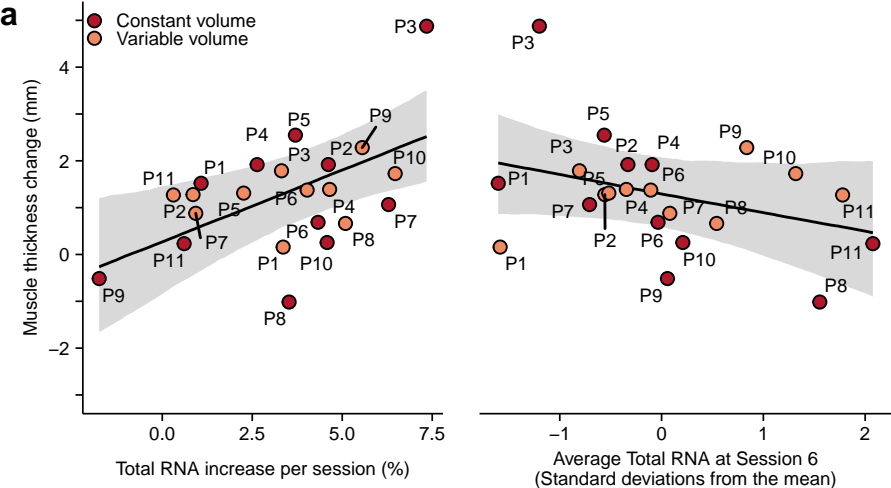 a
Constant volume
Variable volume
Muscle thickness change (mm)
4
2
0
−2
P3
P5
P9
P4
P3
P2
P10
P11
P1
P2
P5
P6
P4
P7
P7
P6
P8
P11
P1
P10
P9
P8
0.0
2.5
5.0
7.5
Total RNA increase per session (%)
P3
P5
P9
P3
P2
P4
P10
P1
P5
P6
P7
P4
P7
P8
P11
P2
P6
P1
P10
P11
P9
P8
−1
0
1
2
Average Total RNA at Session 6
(Standard deviations from the mean)